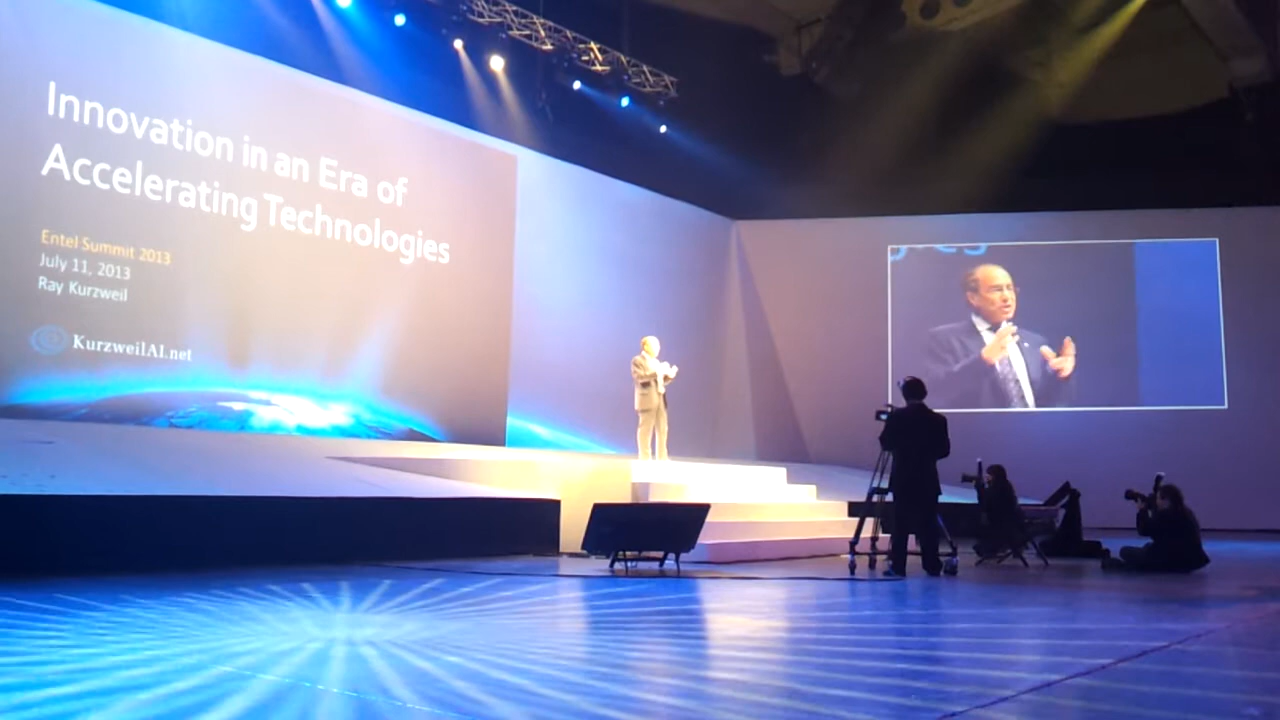 Innovation in an Era of
Accelerating Technologies
Entel Summit 2013
July 11, 2013
Ray Kurzweil
KurzweilAI.net